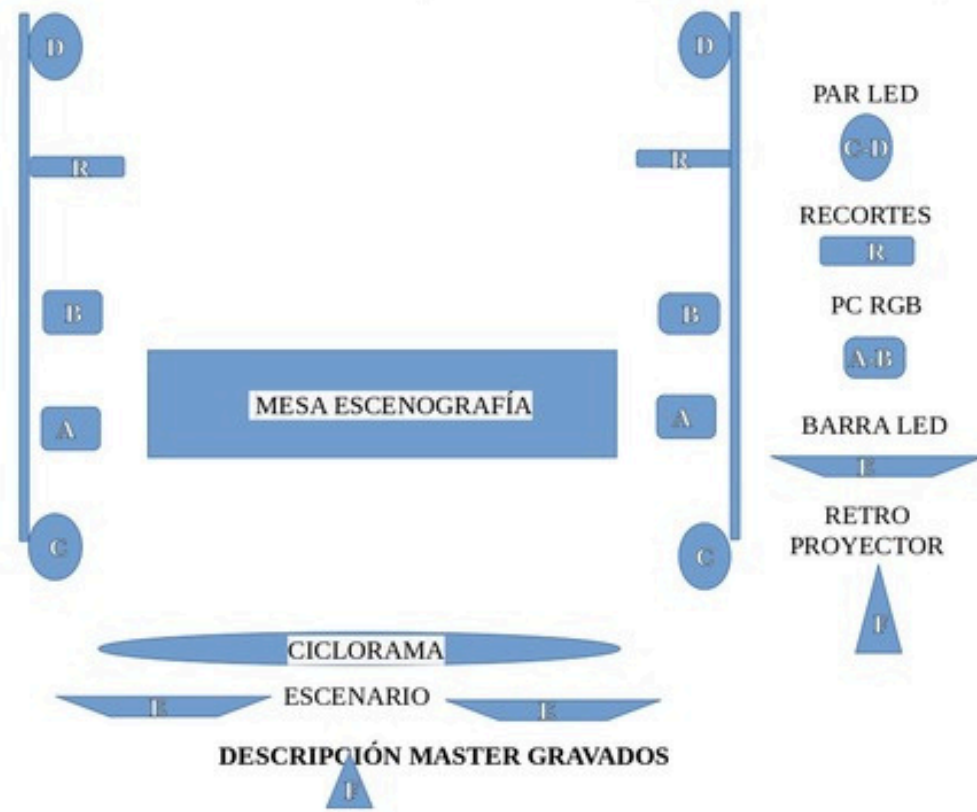 D
D
R
R
B
B
MESA ESCENOGRAFÍA
A
A
C
C
CICLORAMA
ESCENARIO
E
E
DESCRIPCIÓN MASTER GRAVADOS
F
PAR LED
C-D
RECORTES
R
PC RGB
A-B
BARRA LED
E
RETRO
PROYECTOR
F